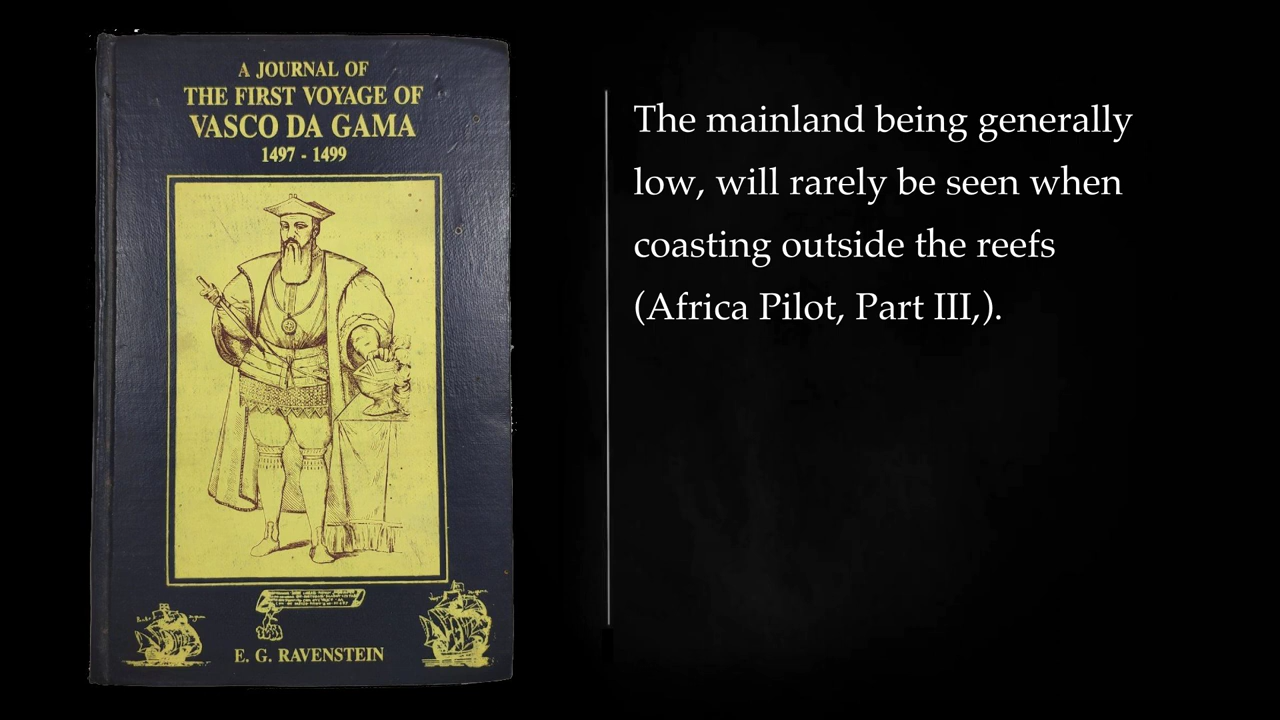 A JOURNAL OF
THE FIRST VOYAGE OF
VASCO DA GAMA
1497 - 1499
E. G. RAVENSTEIN
The mainland being generally
low, will rarely be seen when
coasting outside the reefs
(Africa Pilot, Part III,).